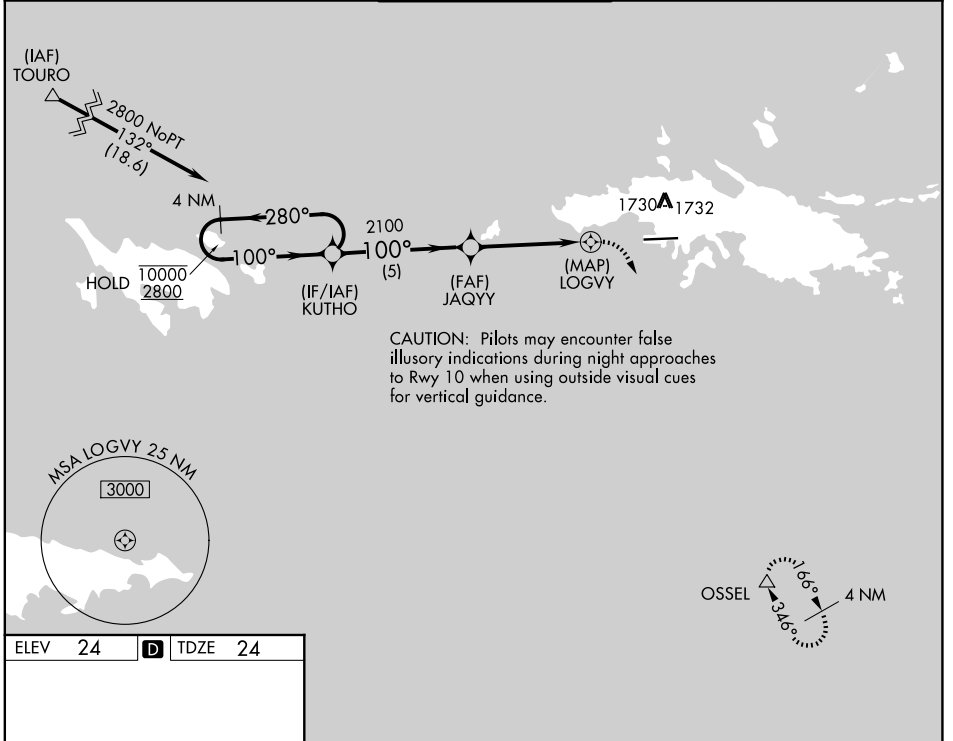 (IAF)
TOURO
2800 NoPT
132°
(18.6)
4 NM
280°
100°
HOLD
10000
2800
(IF/IAF)
KUTHO
2100
100°
(5)
(FAF)
JAQYY
(MAP)
LOGVY
1730 1732
CAUTION: Pilots may encounter false
illusory indications during night approaches
to Rwy 10 when using outside visual cues
for vertical guidance.
MSA LOGVY 25 NM
3000
OSSEL
166°
346°
4 NM
ELEV 24 D TDZE 24